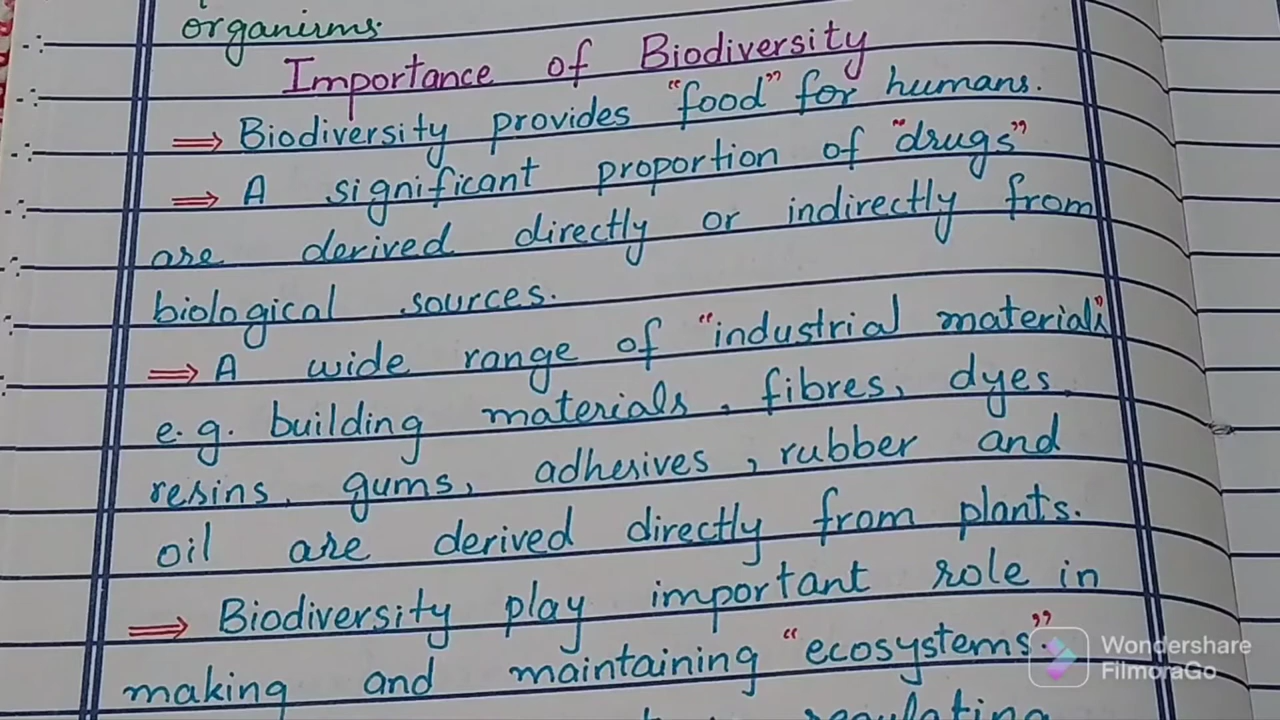 organisms.
Importance of Biodiversity
⇒ Biodiversity provides "food" for humans.
⇒ A significant proportion of "drugs"
are derived directly or indirectly from
biological sources.
⇒ A wide range of "industrial materials"
e.g. building materials, fibres, dyes
resins, gums, adhesives, rubber and
oil are derived directly from plants.
⇒ Biodiversity play important role in
making and maintaining "ecosystems".
regulating
Wondershare
FilmoraGo